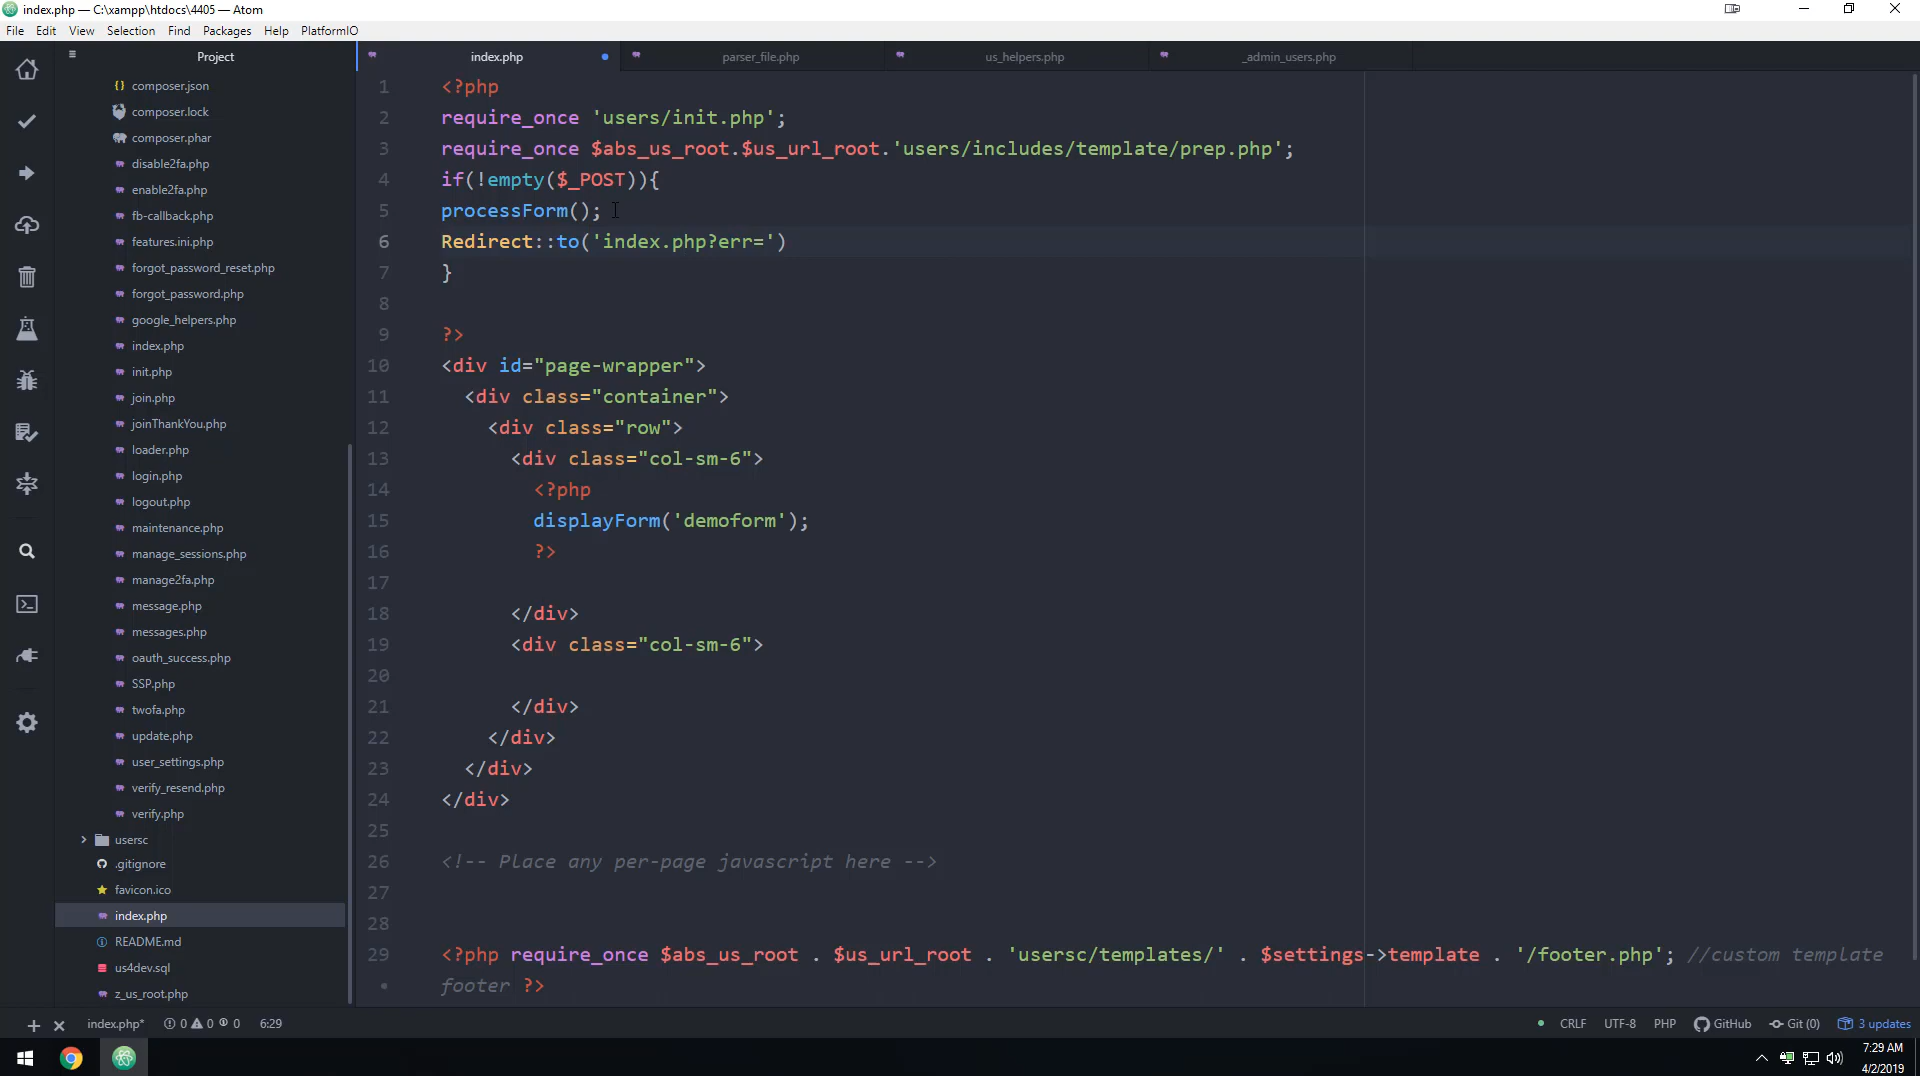 index.php — C:\xampp\htdocs\4405 — Atom
File Edit View Selection Find Packages Help PlatformIO
Project
composer.json
composer.lock
composer.phar
disable2fa.php
enable2fa.php
fb-callback.php
features.ini.php
forgot_password_reset.php
forgot_password.php
google_helpers.php
index.php
init.php
join.php
joinThankYou.php
loader.php
login.php
logout.php
maintenance.php
manage_sessions.php
manage2fa.php
message.php
messages.php
oauth_success.php
SSP.php
twofa.php
update.php
user_settings.php
verify_resend.php
verify.php
usersc
.gitignore
favicon.ico
index.php
README.md
us4dev.sql
z_us_root.php
index.php parser_file.php us_helpers.php _admin_users.php
1 <?php
2 require_once 'users/init.php';
3 require_once $abs_us_root.$us_url_root.'users/includes/template/prep.php';
4 if(!empty($_POST)){
5 processForm();
6 Redirect::to('index.php?err=')
7 }
8
9 ?>
10 <div id="page-wrapper">
11 <div class="container">
12 <div class="row">
13 <div class="col-sm-6">
14 <?php
15 displayForm('demoform');
16 ?>
17
18 </div>
19 <div class="col-sm-6">
20
21 </div>
22 </div>
23 </div>
24 </div>
25
26 <!-- Place any per-page javascript here -->
27
28
29 <?php require_once $abs_us_root . $us_url_root . 'usersc/templates/' . $settings->template . '/footer.php'; //custom template
• footer ?>
index.php* 0 0 0 6:29 CRLF UTF-8 PHP GitHub Git (0) 3 updates
7:29 AM
4/2/2019